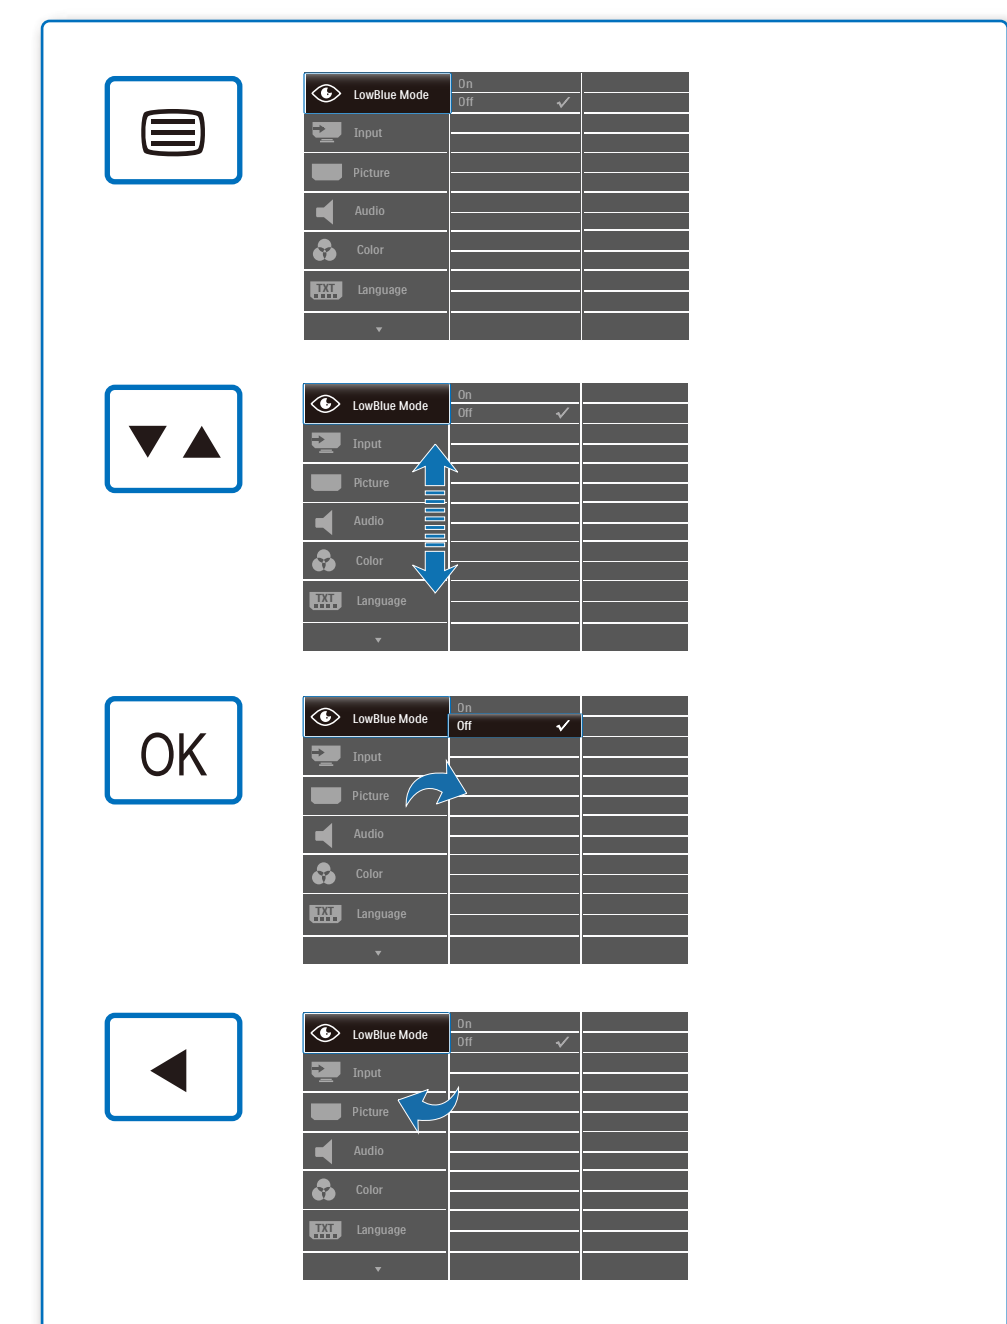 LowBlue Mode
On
Off
Input
Picture
Audio
Color
TXT
Language
LowBlue Mode
On
Off
Input
Picture
Audio
Color
TXT
Language
OK
LowBlue Mode
On
Off
Input
Picture
Audio
Color
TXT
Language
LowBlue Mode
On
Off
Input
Picture
Audio
Color
TXT
Language